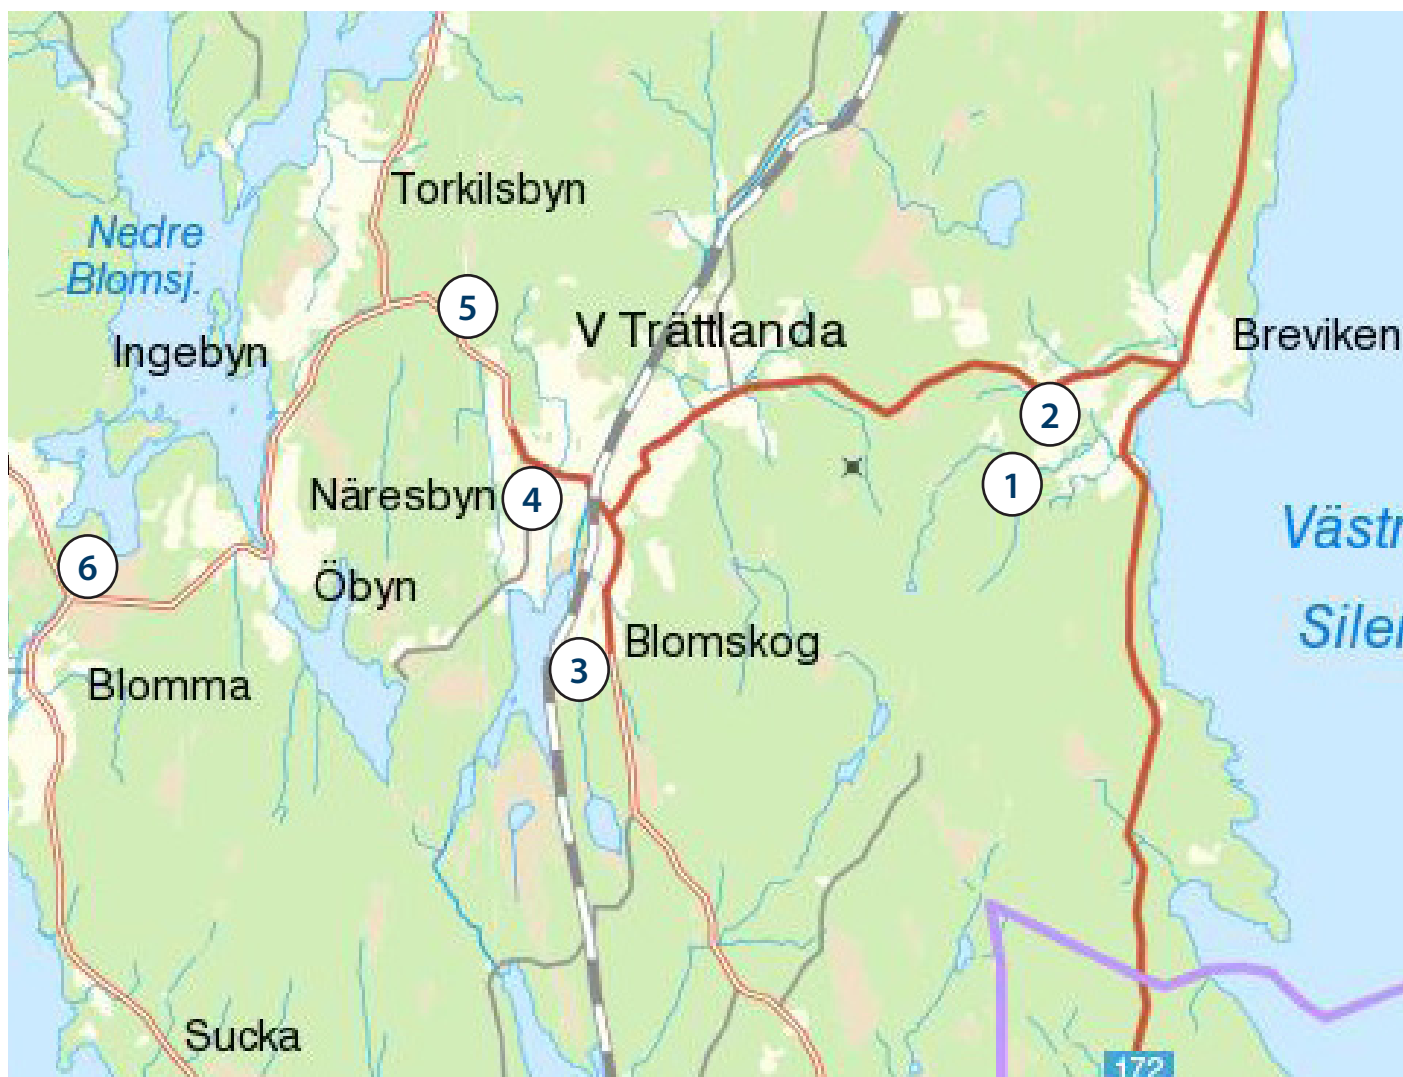 Torkilsbyn
Nedre
Blomsj.
5
V Trättlanda
Breviken
Ingebyn
2
1
Näresbyn
4
Västr
6
Öbyn
Siler
Blomskog
3
Blomma
Sucka
172